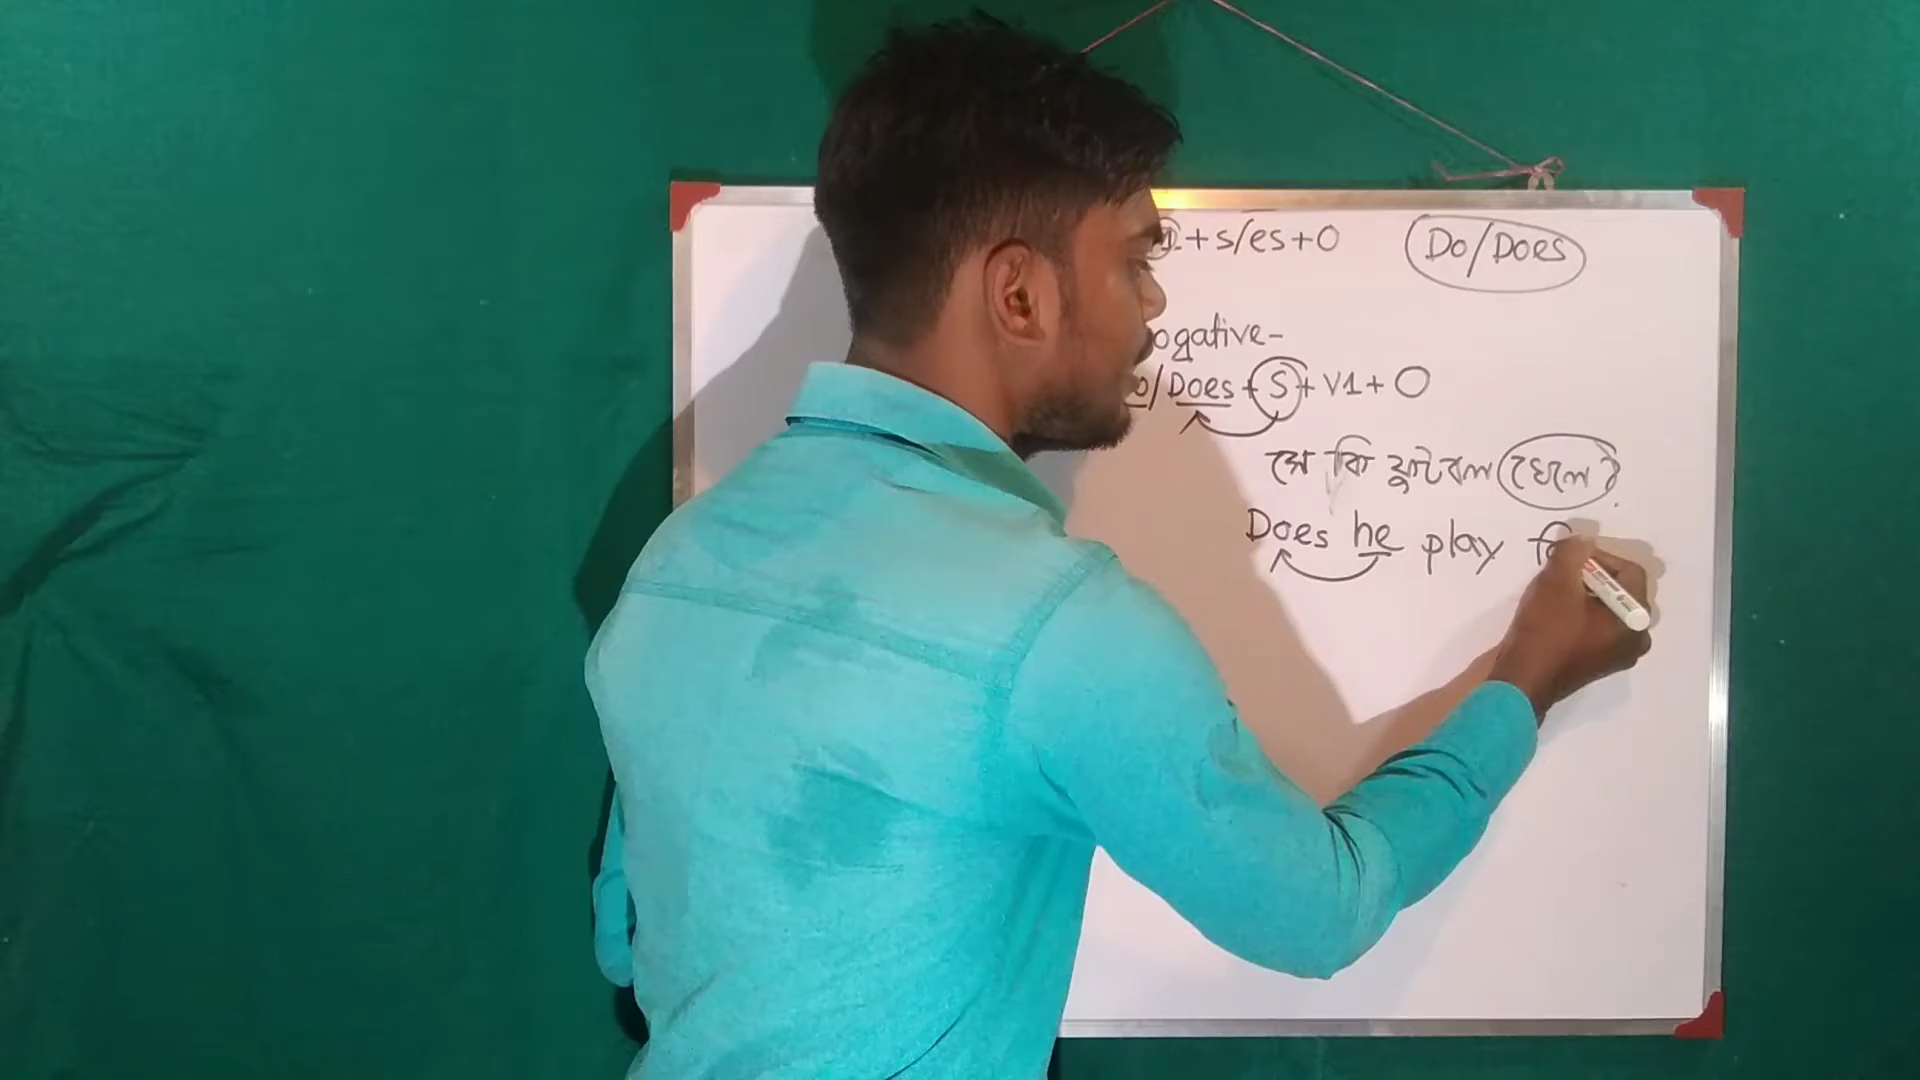 +s/es+O Do/Does
ogative-
/Does+S+V1+O
সে কি ফুটবল খেলে?
Does he play